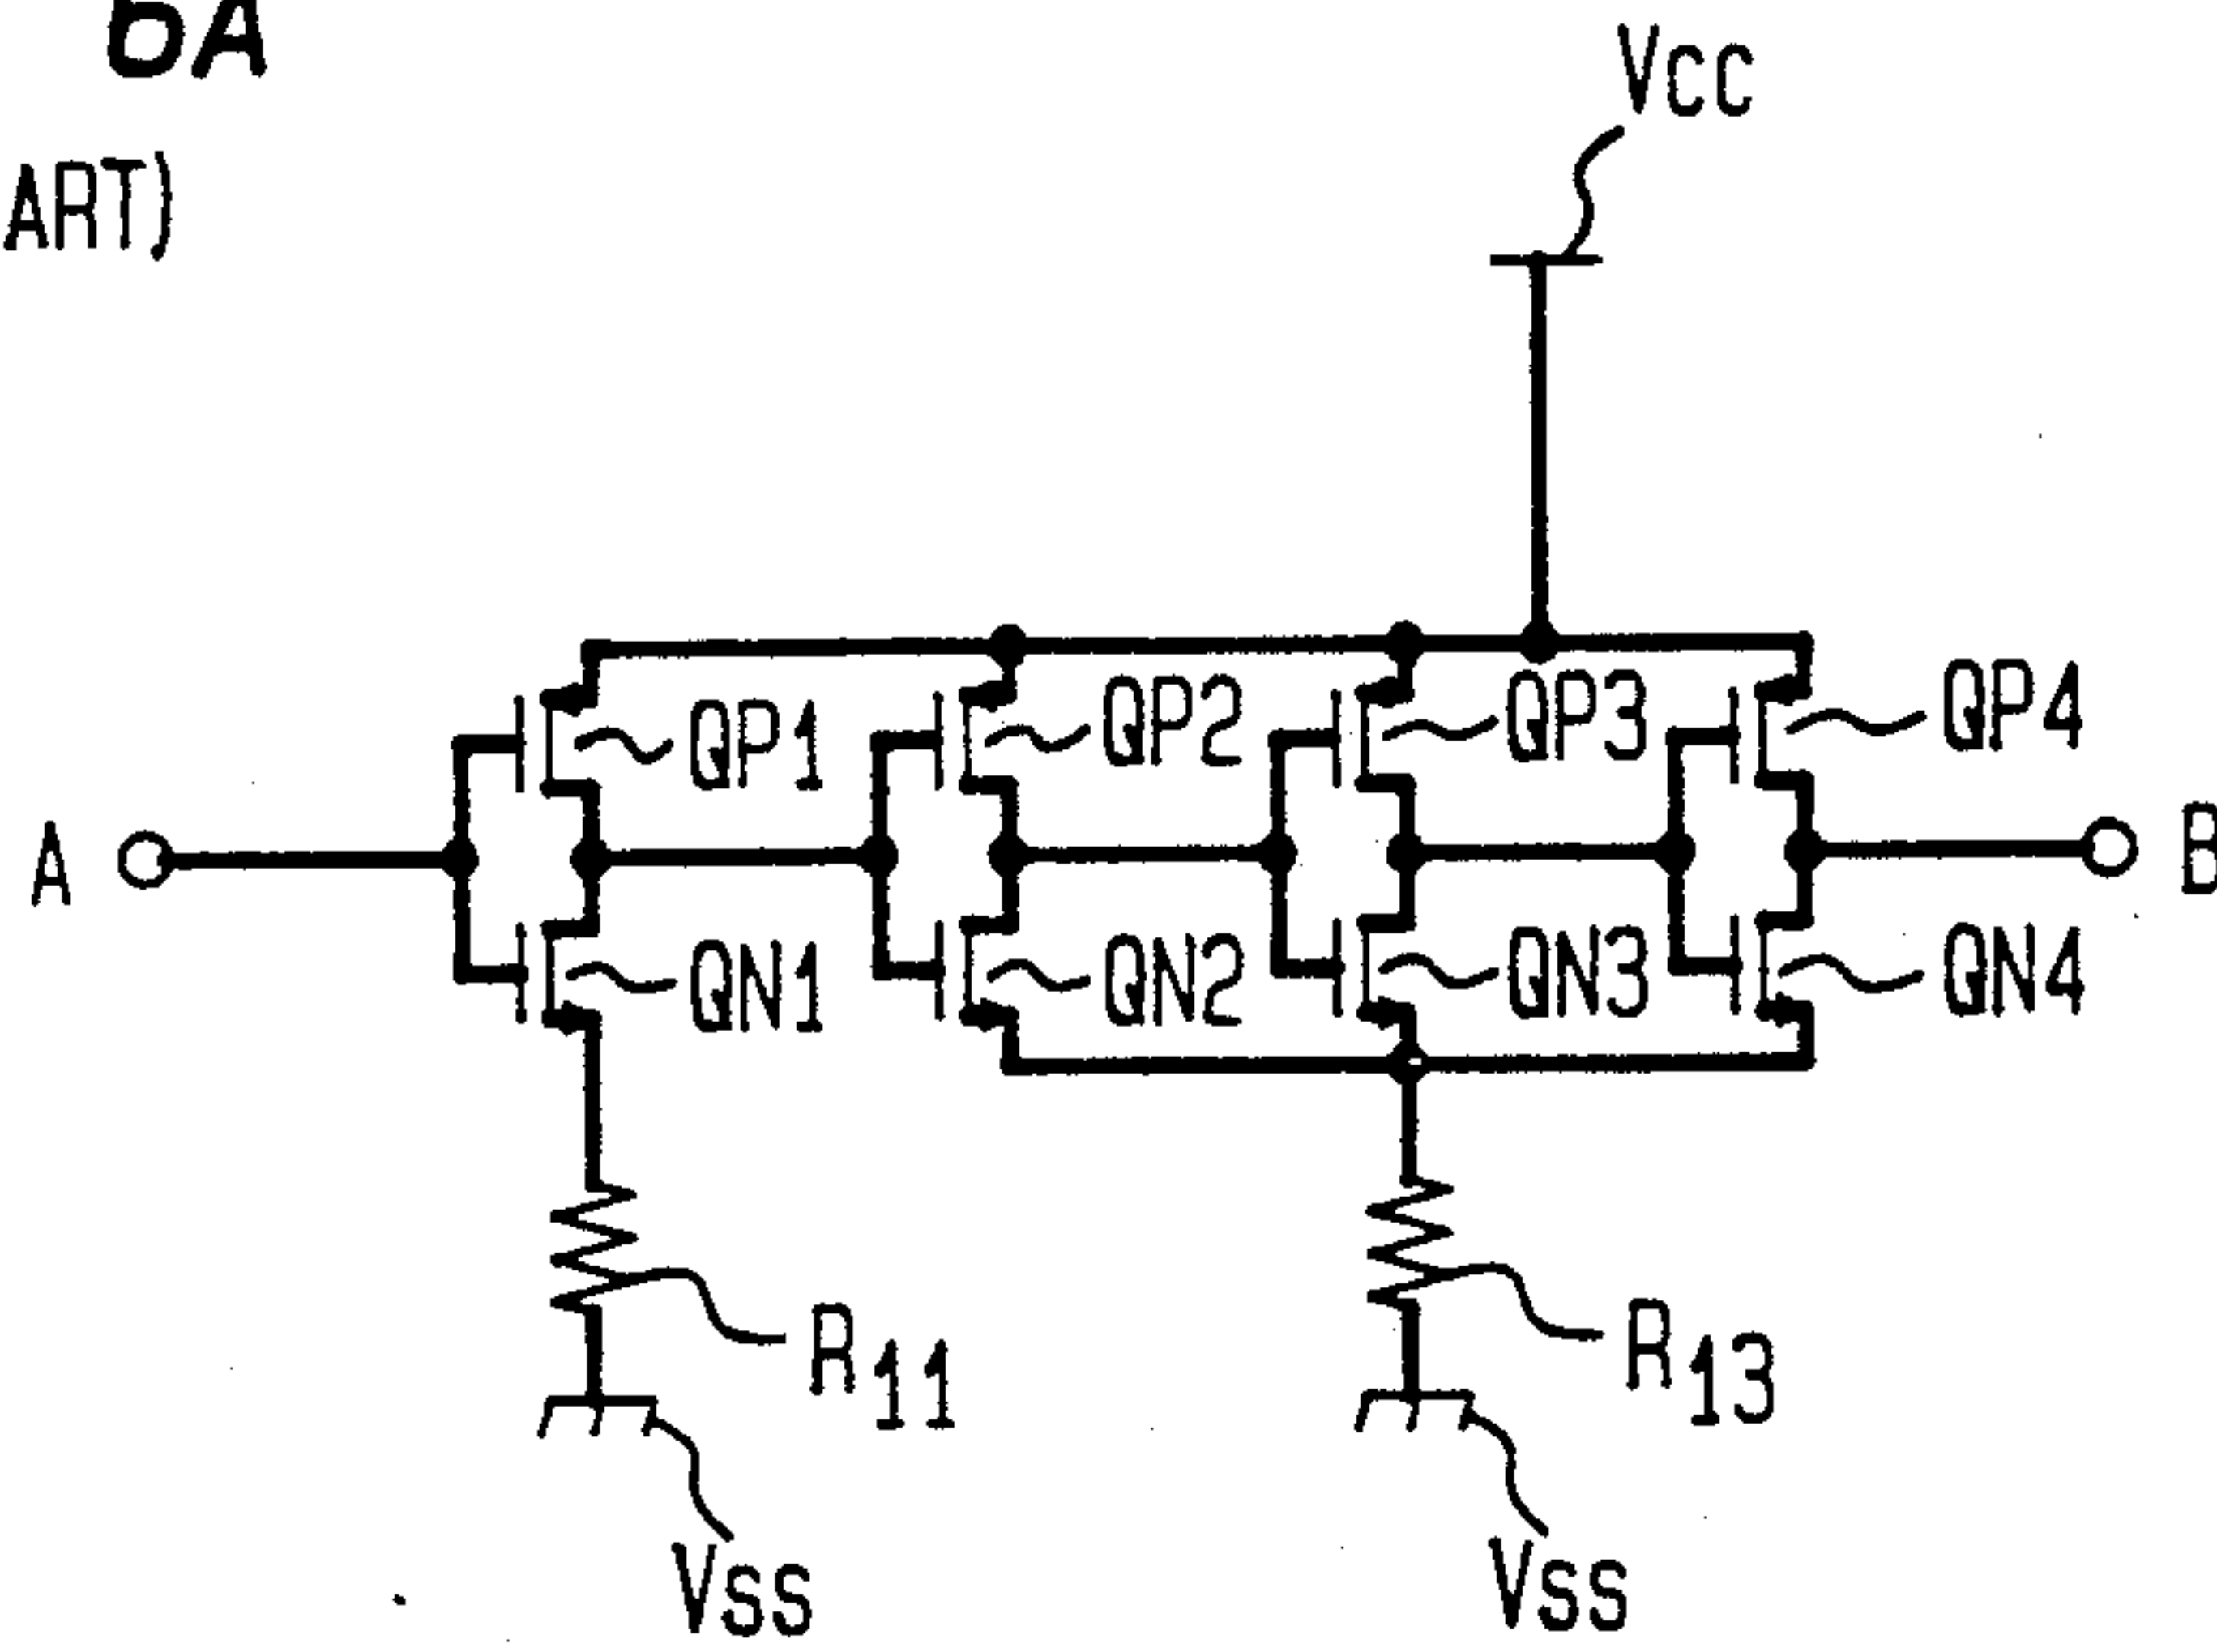 6A
ART)
VCC
QP1
QP2
QP3
QP4
A
B
QN1
QN2
QN3
QN4
R11
R13
VSS
VSS